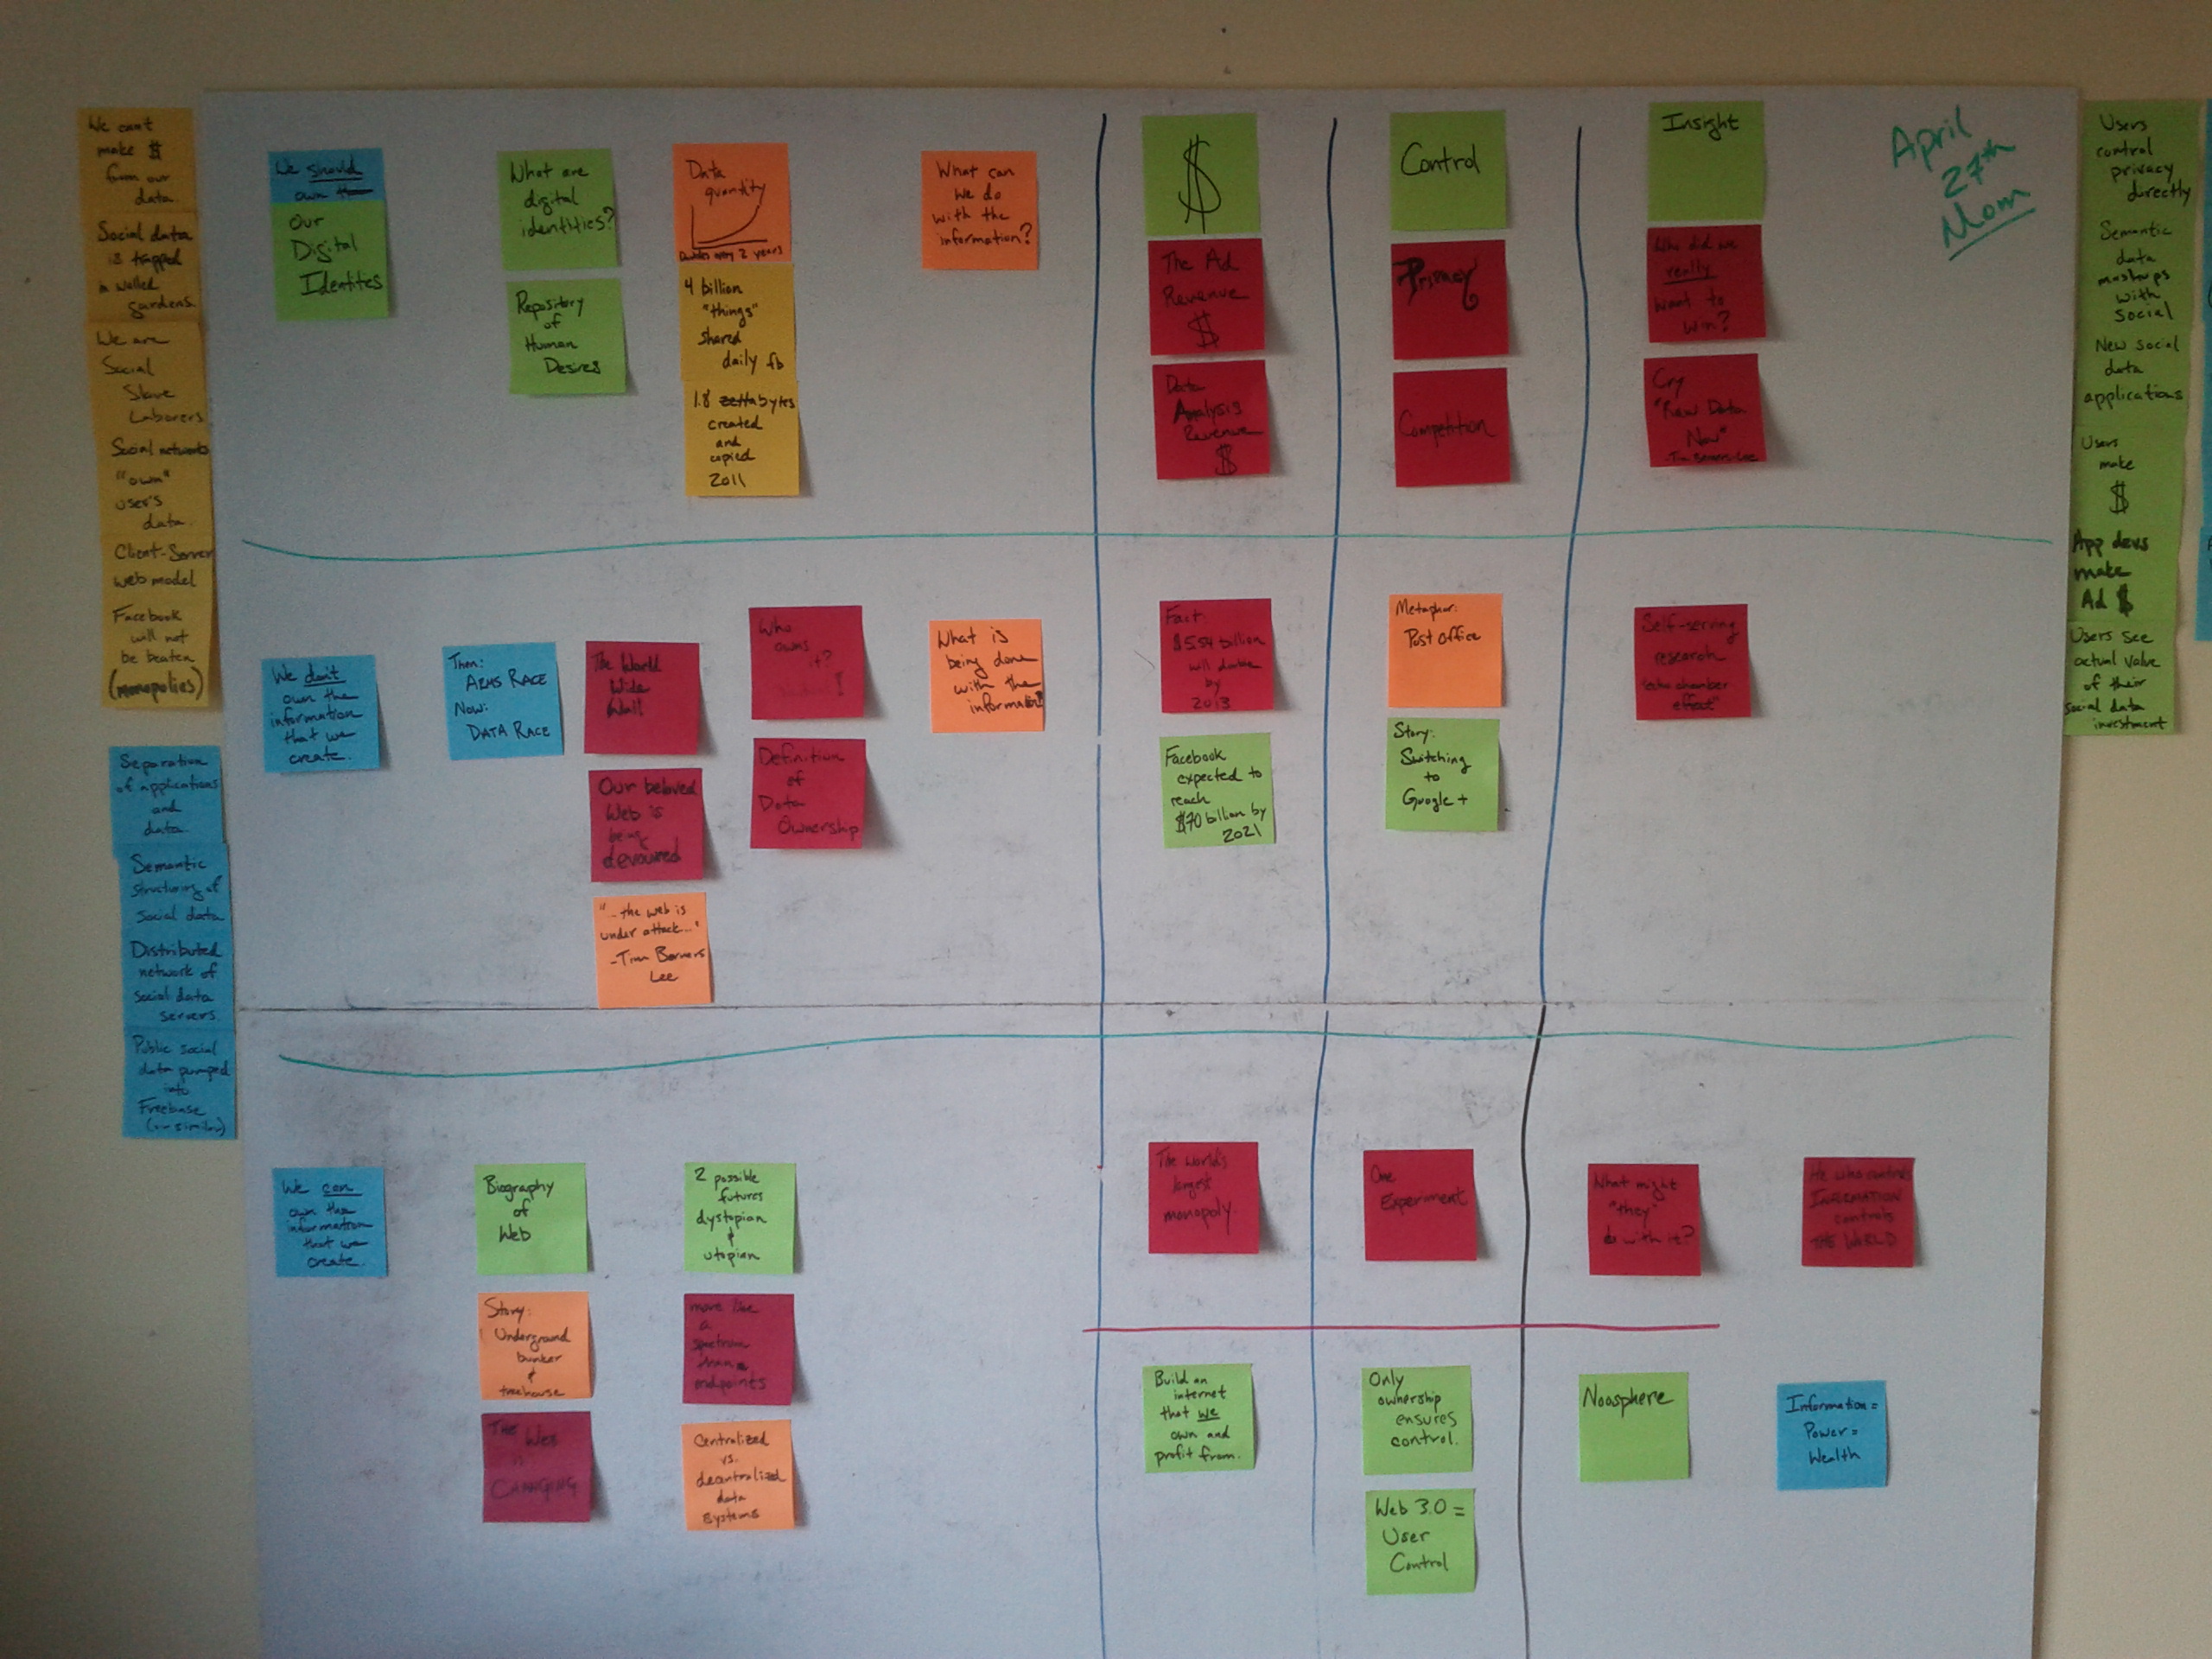 We can't
make $
from our
data.
Social data
is trapped
in walled
gardens.
We are
Social
Slave
Laborers
Social networks
"own"
user's
data.
Client-Server
web model
Facebook
will not
be beaten
(monopolies)
Separation
of applications
and
data.
Semantic
structuring of
social data
Distributed
network of
social data
servers.
Public social
data pumped
into
Freebase
(or similar)
We should
own the
Our
Digital
Identities
What are
digital
identities?
Repository
of
Human
Desires
Data
quantity
Doubles every 2 years
4 billion
"things"
shared
daily fb
1.8 zettabytes
created
and
copied
2011
What can
we do
with the
information?
$
The Ad
Revenue
$
Data
Analysis
Revenue
$
Control
Privacy
Competition
Insight
Who did we
really
want to
win?
Cry
"Raw Data
Now"
-Tim Berners-Lee
April
27th
Mom
We don't
own the
information
that we
create.
Then:
ARMS RACE
Now:
DATA RACE
The World
Wide
Wall
Our beloved
Web is
being
devoured
"...the web is
under attack..."
-Tim Berners
Lee
Who
owns
it?
Definition
of
Data
Ownership
What is
being done
with the
information?
Fact:
$5.54 billion
will double
by
2013
Facebook
expected to
reach
$70 billion by
2021
Metaphor:
Post Office
Story:
Switching
to
Google +
Self-serving
research
"echo chamber
effect"
We can
own the
information
that we
create.
Biography
of
Web
Story:
Underground
bunker
&
treehouse
The Web
is
CHANGING
2 possible
futures
dystopian
&
utopian
more like
a
spectrum
than
endpoints
Centralized
vs.
decentralized
data
systems
The world's
largest
monopoly.
One
Experiment
What might
"they"
do with it?
He who controls
INFORMATION
controls
THE WORLD
Build an
internet
that we
own and
profit from.
Only
ownership
ensures
control.
Web 3.0 =
User
Control
Noosphere
Information =
Power =
Wealth
Users
control
privacy
directly
Semantic
data
mashups
with
social
New social
data
applications
Users
make
$
App devs
make
Ad $
Users see
actual value
of their
social data
investment